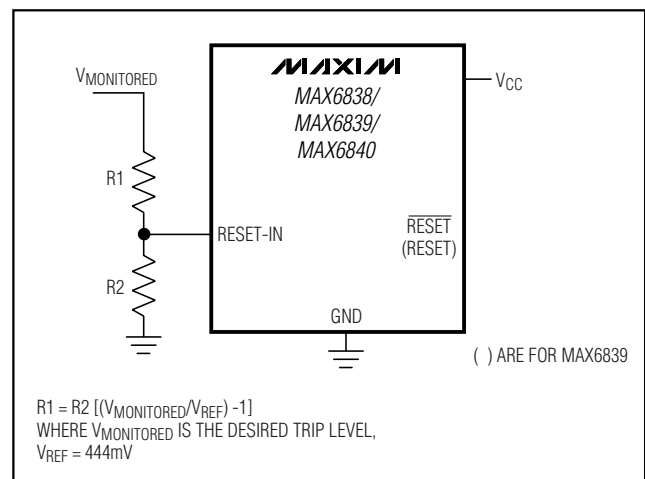 MAXIM
MAX6838/
MAX6839/
MAX6840
VMONITORED
VCC
R1
RESET-IN
RESET
(RESET)
R2
GND
( ) ARE FOR MAX6839
R1 = R2 [(VMONITORED/VREF) -1]
WHERE VMONITORED IS THE DESIRED TRIP LEVEL,
VREF = 444mV